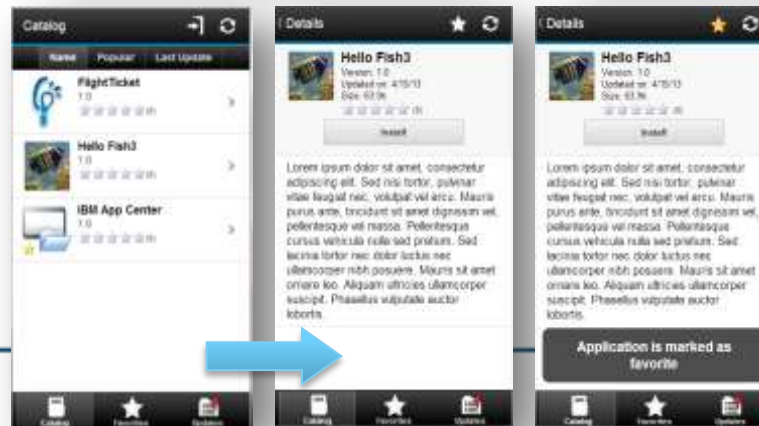 Catalog
Name Popular Last Update
FlightTicket
1.0
Hello Fish3
1.0
IBM App Center
1.0
Catalog Favorites Updates
Details
Hello Fish3
Version: 1.0
Updated on: 4/15/13
Install
Lorem ipsum dolor sit amet, consectetur
adipiscing elit. Sed nisi tortor, pulvinar
vitae feugiat nec, volutpat vel arcu. Mauris
purus ante, tincidunt sit amet dignissim vel,
pellentesque vel massa. Pellentesque
cursus vehicula nulla sed pretium. Sed
lacinia tortor nec dolor luctus nec
ullamcorper nibh posuere. Mauris sit amet
ornare leo. Aliquam ultricies ullamcorper
suscipit. Phasellus vulputate auctor
lobortis.
Catalog Favorites Updates
Details
Hello Fish3
Version: 1.0
Updated on: 4/15/13
Install
Lorem ipsum dolor sit amet, consectetur
adipiscing elit. Sed nisi tortor, pulvinar
vitae feugiat nec, volutpat vel arcu. Mauris
purus ante, tincidunt sit amet dignissim vel,
pellentesque vel massa. Pellentesque
cursus vehicula nulla sed pretium. Sed
lacinia tortor nec dolor luctus nec
ullamcorper nibh posuere. Mauris sit amet
ornare leo. Aliquam ultricies ullamcorper
suscipit. Phasellus vulputate auctor
lobortis.
Application is marked as
favorite
Catalog Favorites Updates